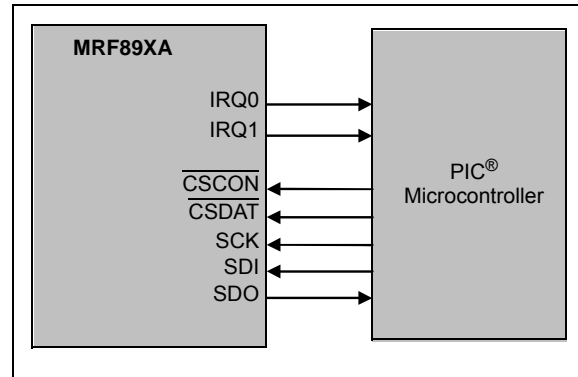 MRF89XA
IRQ0
IRQ1
CSCON
CSDAT
SCK
SDI
SDO
PIC®
Microcontroller